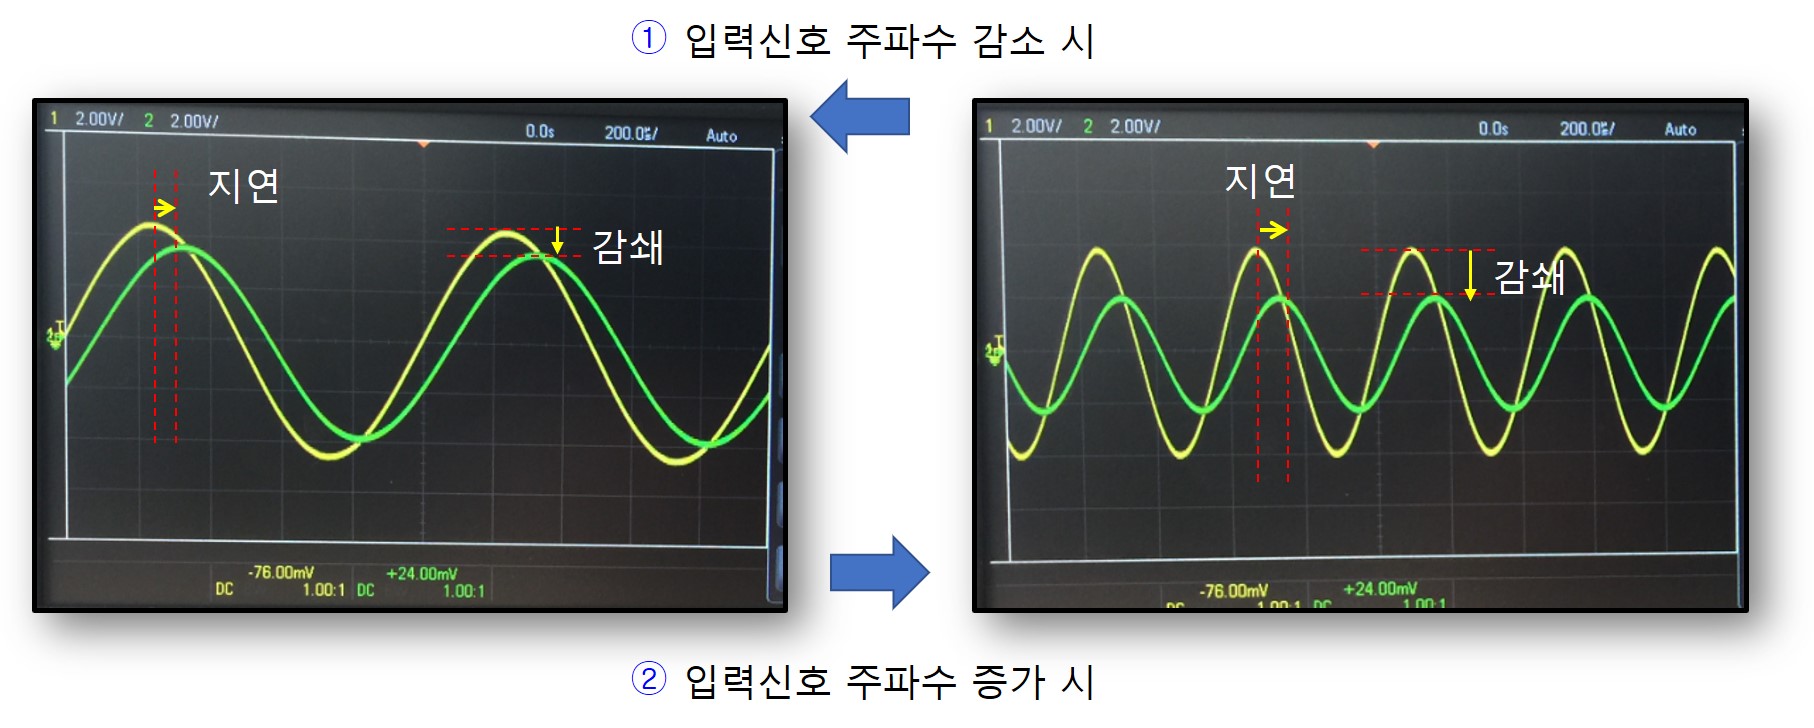 ① 입력신호 주파수 감소 시
1 2.00V/ 2 2.00V/ 0.0s 200.0㎲/ Auto
지연
감쇄
-76.00mV +24.00mV
DC 1.00:1 DC 1.00:1
1 2.00V/ 2 2.00V/ 0.0s 200.0㎲/ Auto
지연
감쇄
-76.00mV +24.00mV
DC 1.00:1 DC 1.00:1
② 입력신호 주파수 증가 시